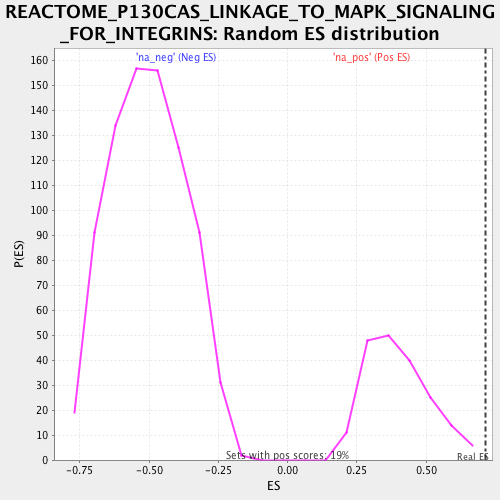 REACTOME_P130CAS_LINKAGE_TO_MAPK_SIGNALING
_FOR_INTEGRINS: Random ES distribution
'na_neg' (Neg ES)
'na_pos' (Pos ES)
160
150
140
130
120
110
100
90
80
70
60
50
40
30
20
10
0
P(ES)
Sets with pos scores: 19%
Real ES
-0.75
-0.50
-0.25
0.00
0.25
0.50
ES